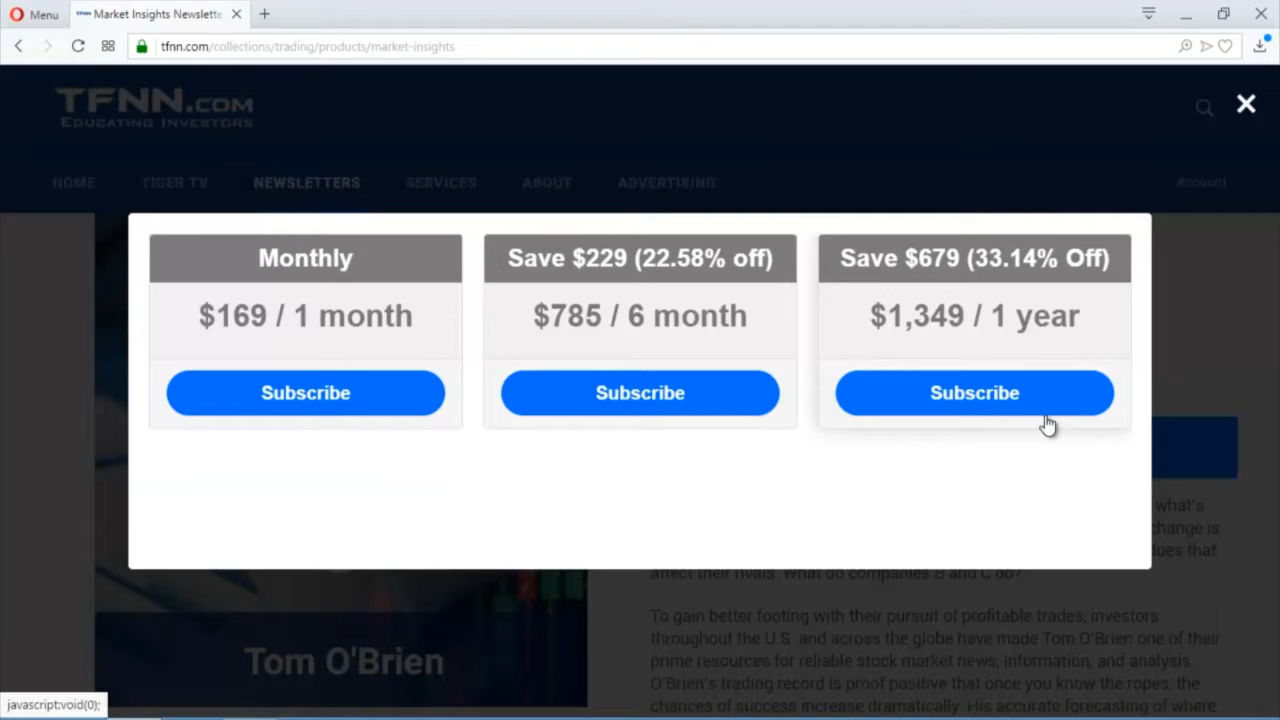 Menu
TFNN Market Insights Newslette
tfnn.com/collections/trading/products/market-insights
TFNN.COM
EDUCATING INVESTORS
HOME TIGER TV NEWSLETTERS SERVICES ABOUT ADVERTISING Account
Monthly
$169 / 1 month
Subscribe
Save $229 (22.58% off)
$785 / 6 month
Subscribe
Save $679 (33.14% Off)
$1,349 / 1 year
Subscribe
what's
change is
does that
affect their rivals. What do companies B and C do?
To gain better footing with their pursuit of profitable trades, investors
throughout the U.S. and across the globe have made Tom O'Brien one of their
prime resources for reliable stock market news, information, and analysis
O'Brien's trading record is proof positive that once you know the ropes, the
chances of success increase dramatically. His accurate forecasting of where
Tom O'Brien
javascript:void(0);